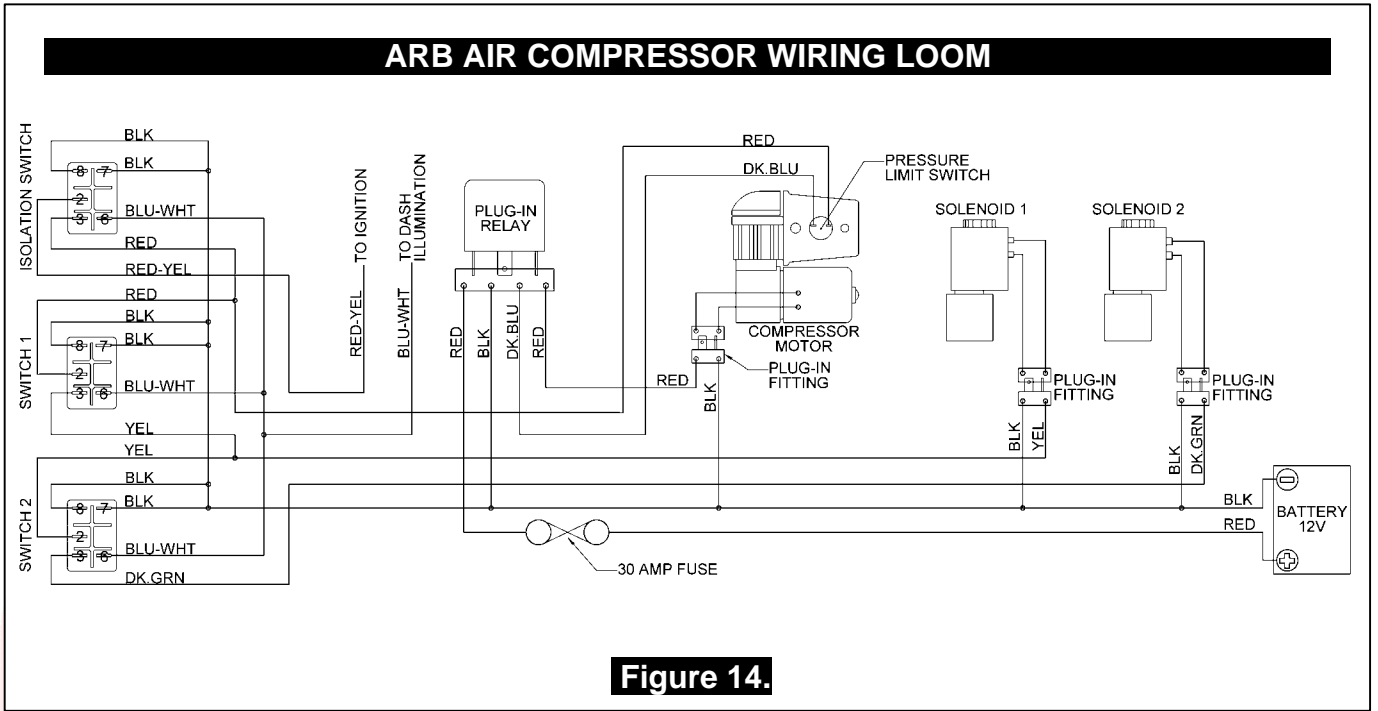 ARB AIR COMPRESSOR WIRING LOOM
ISOLATION SWITCH
BLK
BLK
8 7
2
3 6
BLU-WHT
RED
RED-YEL
SWITCH 1
RED
BLK
BLK
8 7
2
3 6
BLU-WHT
YEL
SWITCH 2
YEL
BLK
BLK
8 7
2
3 6
BLU-WHT
DK.GRN
RED-YEL
TO IGNITION
BLU-WHT
TO DASH
ILLUMINATION
PLUG-IN
RELAY
RED
BLK
DK.BLU
RED
RED
DK.BLU
PRESSURE
LIMIT SWITCH
COMPRESSOR
MOTOR
PLUG-IN
FITTING
RED
BLK
SOLENOID 1
PLUG-IN
FITTING
BLK
YEL
SOLENOID 2
PLUG-IN
FITTING
BLK
DK.GRN
BLK
RED
BATTERY
12V
30 AMP FUSE
Figure 14.